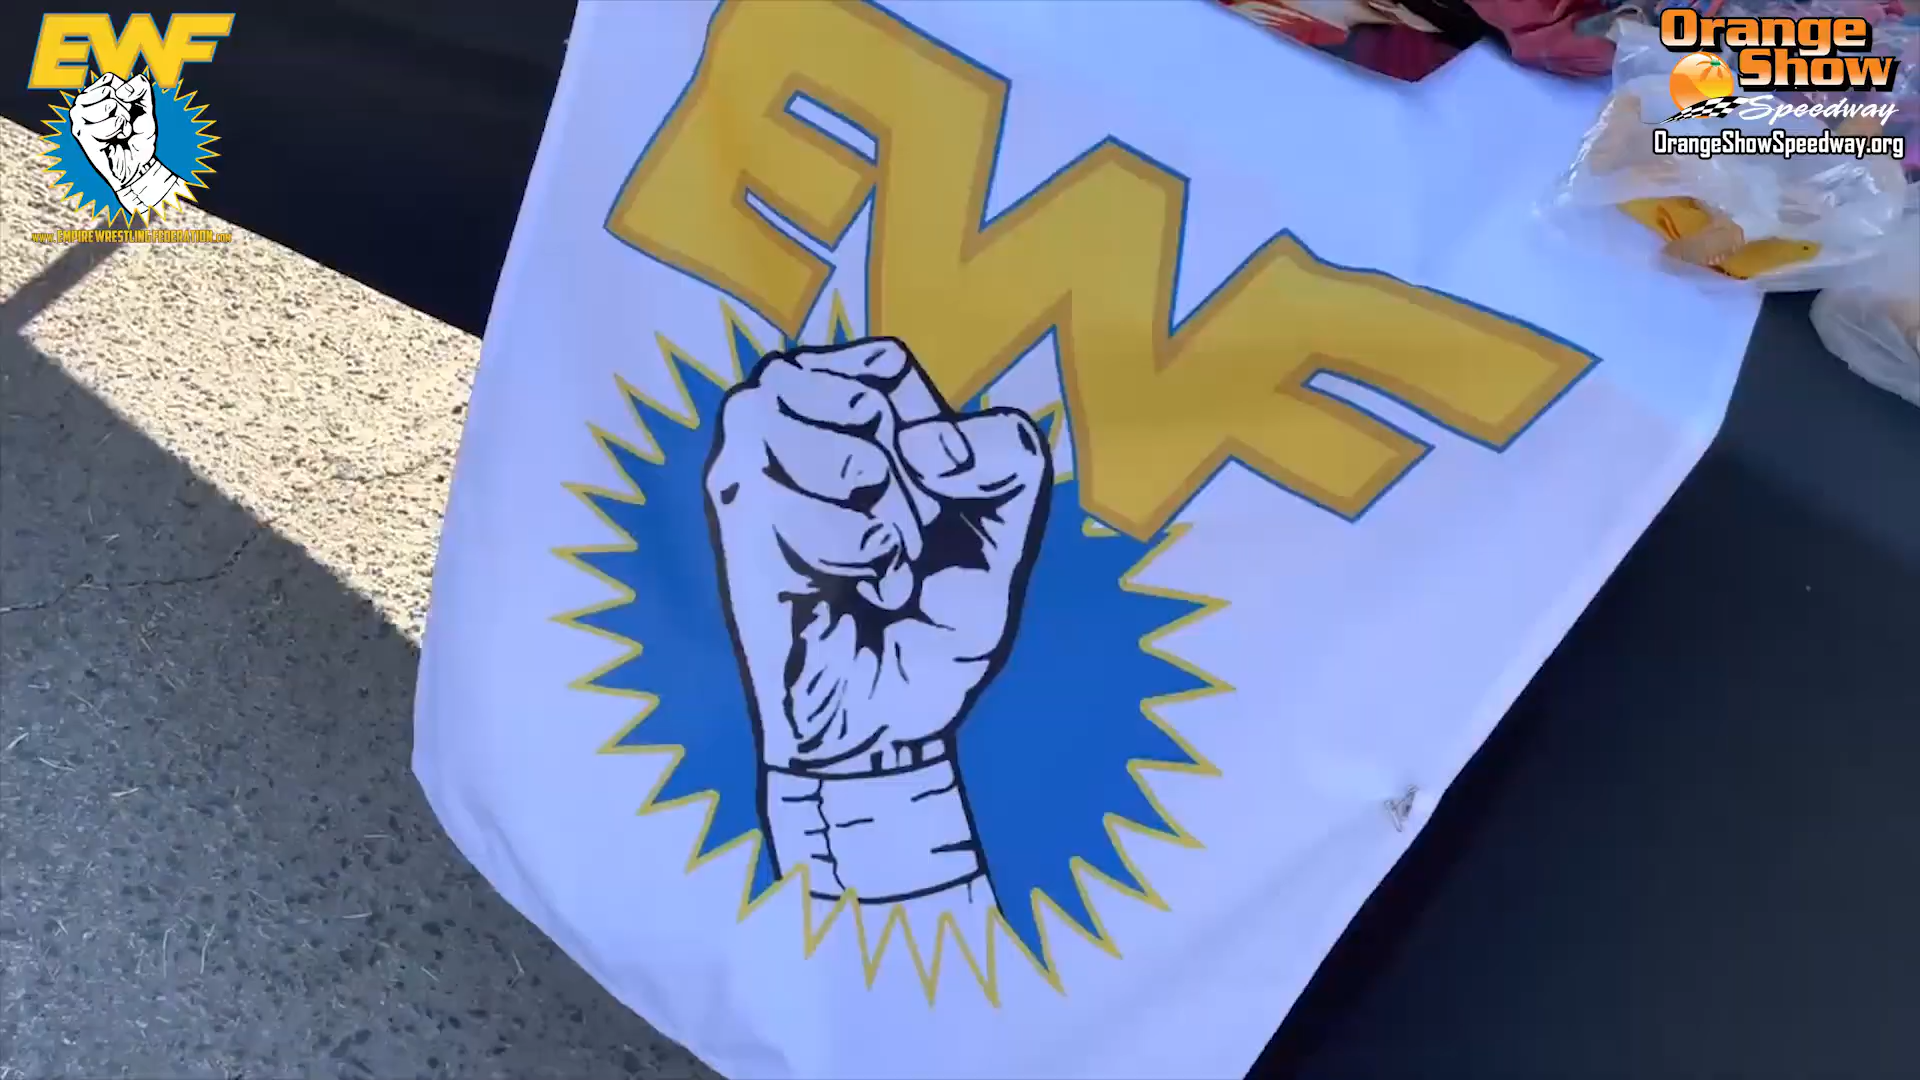 EWF
www.EMPIREWRESTLINGFEDERATION.com
EWF
Orange
Show
Speedway
OrangeShowSpeedway.org